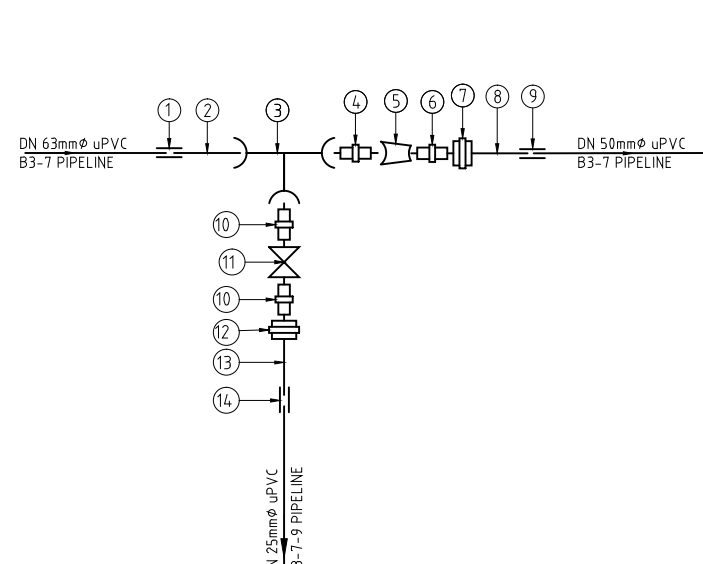 1 2 3 4 5 6 7 8 9
DN 63mmØ uPVC
B3-7 PIPELINE
DN 50mmØ uPVC
B3-7 PIPELINE
10
11
10
12
13
14
25mmØ uPVC
-7-9 PIPELINE